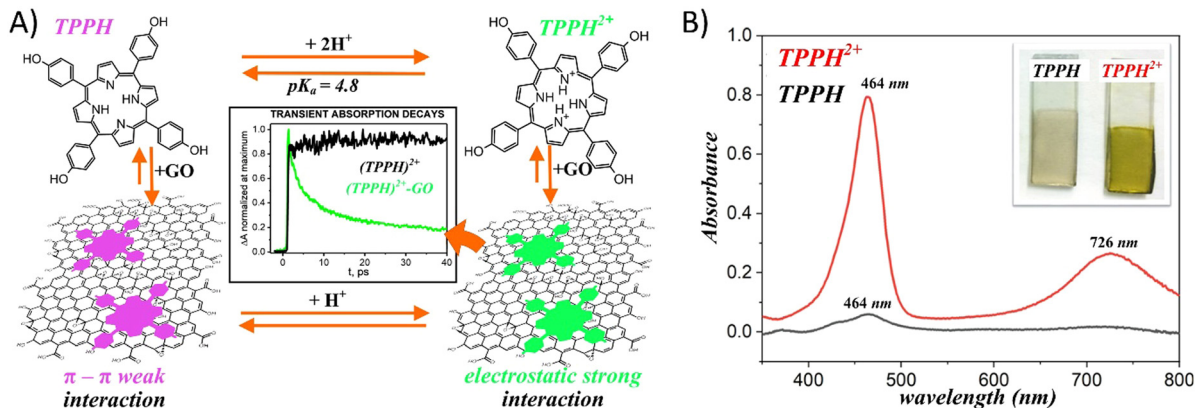 A)
TPPH
+ 2H⁺
pKₐ = 4.8
TPPH²⁺
OH
HO
OH
HO
N
NH
HN
N
OH
HO
OH
HO
H
N⁺
NH
HN
H
N⁺
+GO
+GO
TRANSIENT ABSORPTION DECAYS
ΔA normalized at maximum
1.0
0.8
0.6
0.4
0.2
0.0
(TPPH)²⁺
(TPPH)²⁺-GO
0 10 20 30 40
t, ps
+ H⁺
π – π weak
interaction
electrostatic strong
interaction
B)
Absorbance
1.0
0.8
0.6
0.4
0.2
0.0
TPPH²⁺
TPPH
464 nm
464 nm
726 nm
TPPH TPPH²⁺
400 500 600 700 800
wavelength (nm)